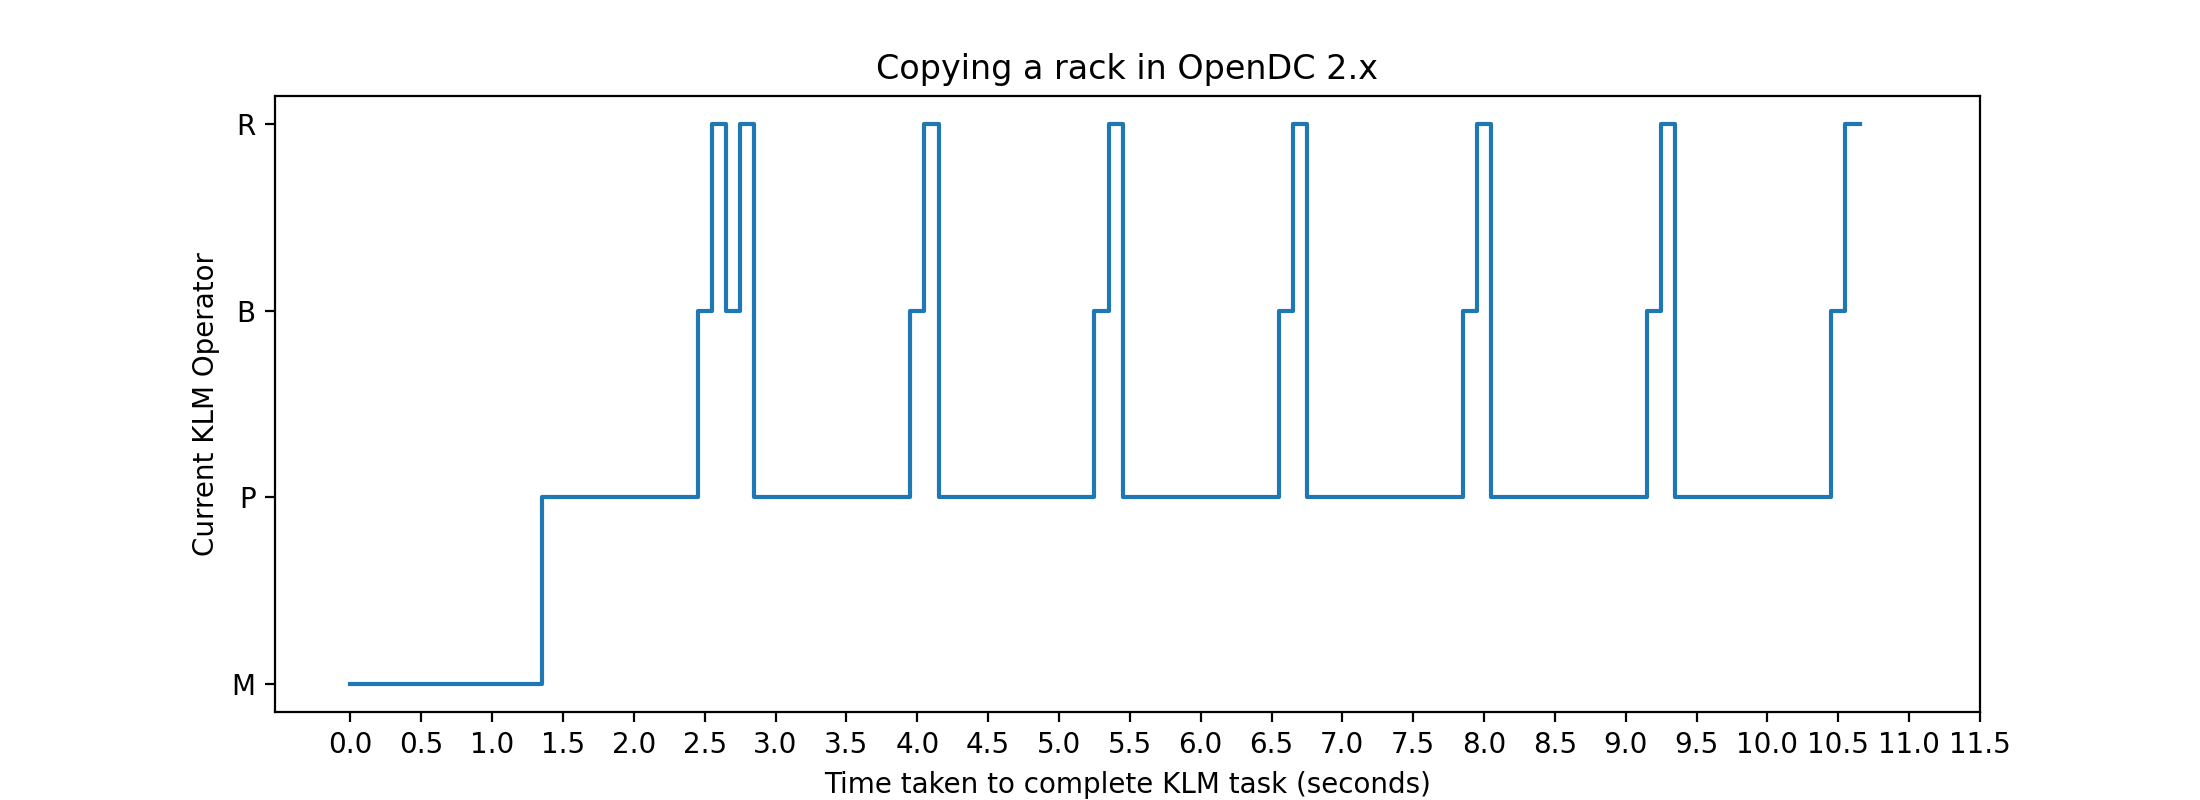 Copying a rack in OpenDC 2.x
Current KLM Operator
R
B
P
M
0.0 0.5 1.0 1.5 2.0 2.5 3.0 3.5 4.0 4.5 5.0 5.5 6.0 6.5 7.0 7.5 8.0 8.5 9.0 9.5 10.0 10.5 11.0 11.5
Time taken to complete KLM task (seconds)